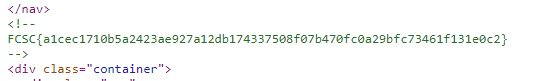 </nav>
<!--
FCSC{a1cec1710b5a2423ae927a12db174337508f07b470fc0a29bfc73461f131e0c2}
-->
<div class="container">